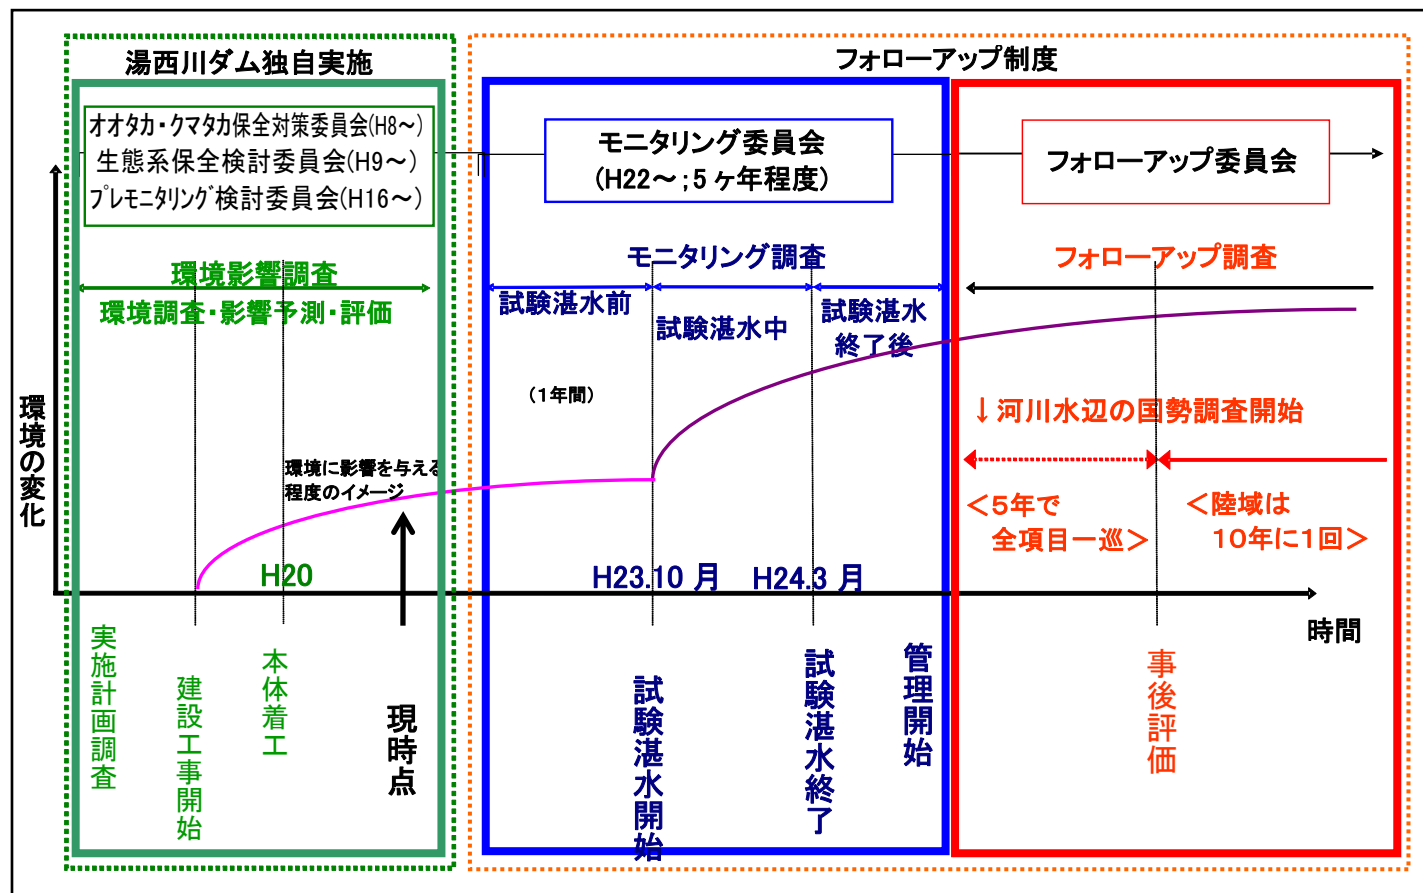 湯西川ダム独自実施
フォローアップ制度
オオタカ・クマタカ保全対策委員会(H8～)
生態系保全検討委員会(H9～)
プレモニタリング検討委員会(H16～)
モニタリング委員会
(H22～;5ヶ年程度)
フォローアップ委員会
環境影響調査
環境調査・影響予測・評価
モニタリング調査
試験湛水前
試験湛水中
試験湛水
終了後
フォローアップ調査
(1年間)
環境の変化
環境に影響を与える
程度のイメージ
↓河川水辺の国勢調査開始
＜5年で
全項目一巡＞
＜陸域は
10年に1回＞
H20
H23.10月
H24.3月
時間
実施計画調査
建設工事開始
本体着工
現時点
試験湛水開始
試験湛水終了
管理開始
事後評価